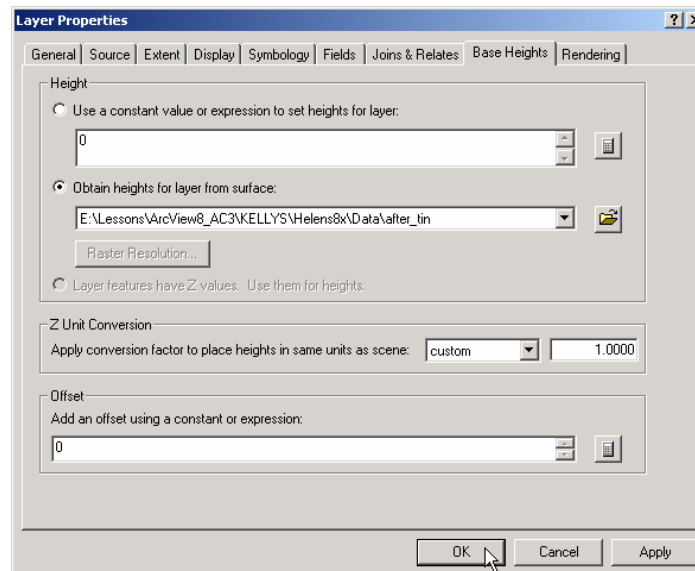 Layer Properties
General Source Extent Display Symbology Fields Joins & Relates Base Heights Rendering
Height
Use a constant value or expression to set heights for layer:
0
Obtain heights for layer from surface:
E:\Lessons\ArcView8_AC3\KELLYS\Helens8x\Data\after_tin
Raster Resolution...
Layer features have Z values. Use them for heights.
Z Unit Conversion
Apply conversion factor to place heights in same units as scene: custom 1.0000
Offset
Add an offset using a constant or expression:
0
OK Cancel Apply